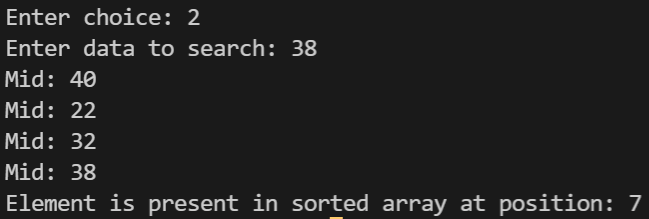 Enter choice: 2
Enter data to search: 38
Mid: 40
Mid: 22
Mid: 32
Mid: 38
Element is present in sorted array at position: 7